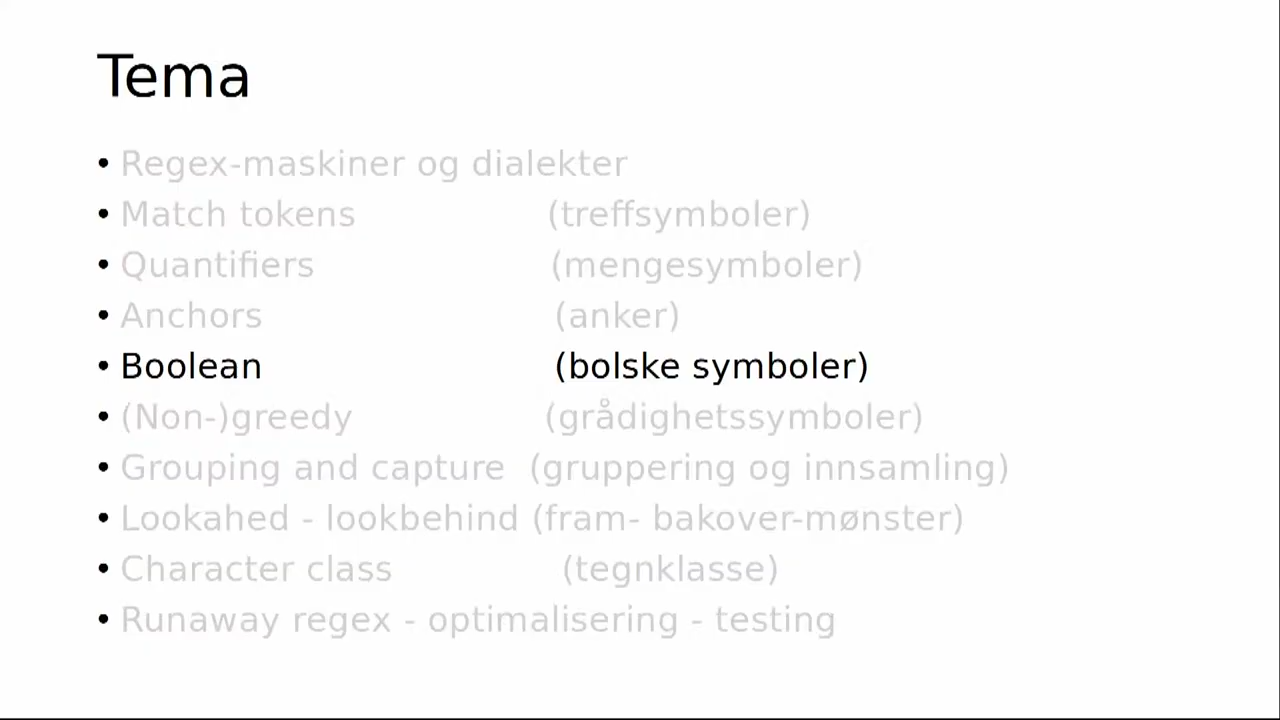 Tema
• Regex-maskiner og dialekter
• Match tokens (treffsymboler)
• Quantifiers (mengesymboler)
• Anchors (anker)
• Boolean (bolske symboler)
• (Non-)greedy (grådighetssymboler)
• Grouping and capture (gruppering og innsamling)
• Lookahed - lookbehind (fram- bakover-mønster)
• Character class (tegnklasse)
• Runaway regex - optimalisering - testing